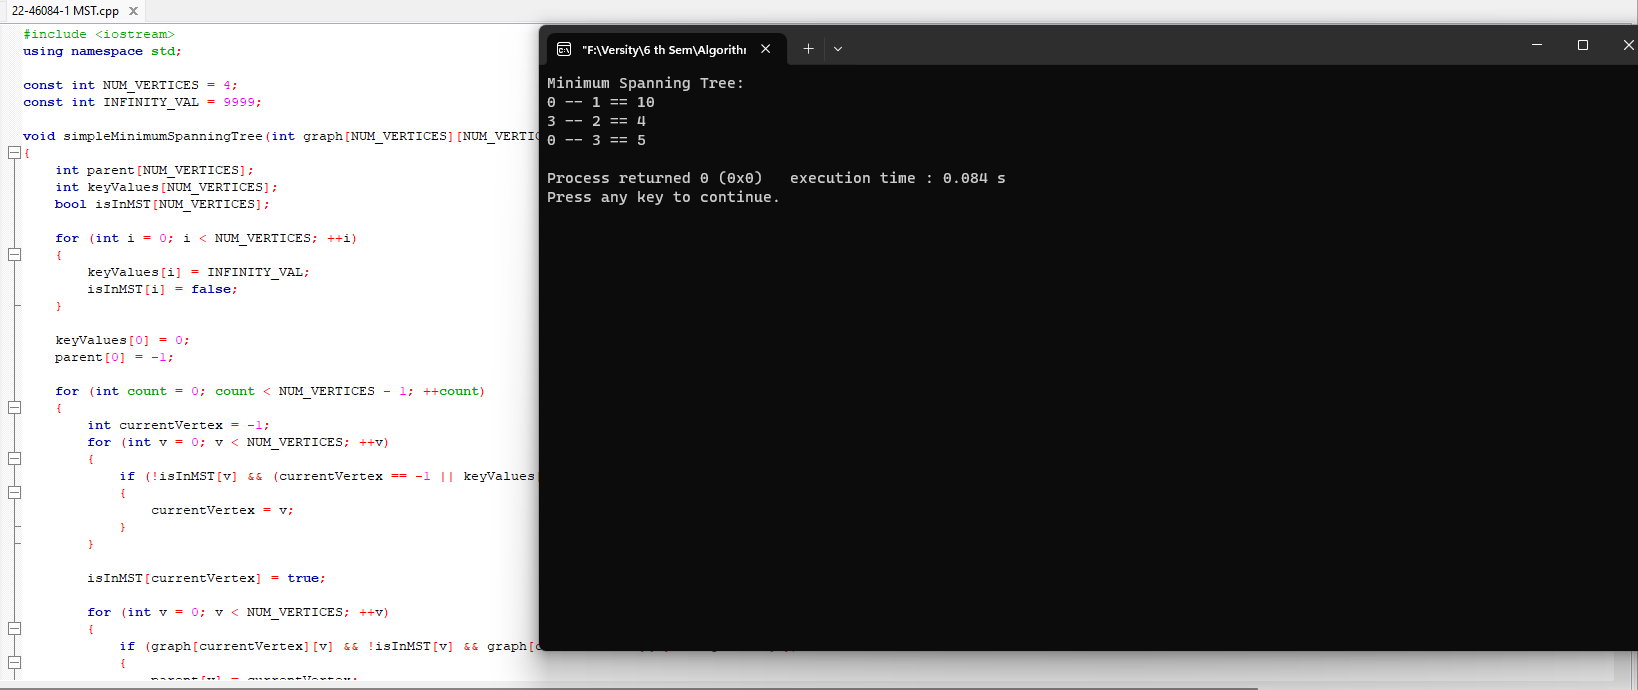 22-46084-1 MST.cpp
#include <iostream>
using namespace std;
const int NUM_VERTICES = 4;
const int INFINITY_VAL = 9999;
void simpleMinimumSpanningTree(int graph[NUM_VERTICES][NUM_VERTIC
{
int parent[NUM_VERTICES];
int keyValues[NUM_VERTICES];
bool isInMST[NUM_VERTICES];
for (int i = 0; i < NUM_VERTICES; ++i)
{
keyValues[i] = INFINITY_VAL;
isInMST[i] = false;
}
keyValues[0] = 0;
parent[0] = -1;
for (int count = 0; count < NUM_VERTICES - 1; ++count)
{
int currentVertex = -1;
for (int v = 0; v < NUM_VERTICES; ++v)
{
if (!isInMST[v] && (currentVertex == -1 || keyValues[
{
currentVertex = v;
}
}
isInMST[currentVertex] = true;
for (int v = 0; v < NUM_VERTICES; ++v)
{
if (graph[currentVertex][v] && !isInMST[v] && graph[c
{
parent[v] = currentVertex;
"F:\Versity\6 th Sem\Algorithm
Minimum Spanning Tree:
0 -- 1 == 10
3 -- 2 == 4
0 -- 3 == 5
Process returned 0 (0x0)   execution time : 0.084 s
Press any key to continue.